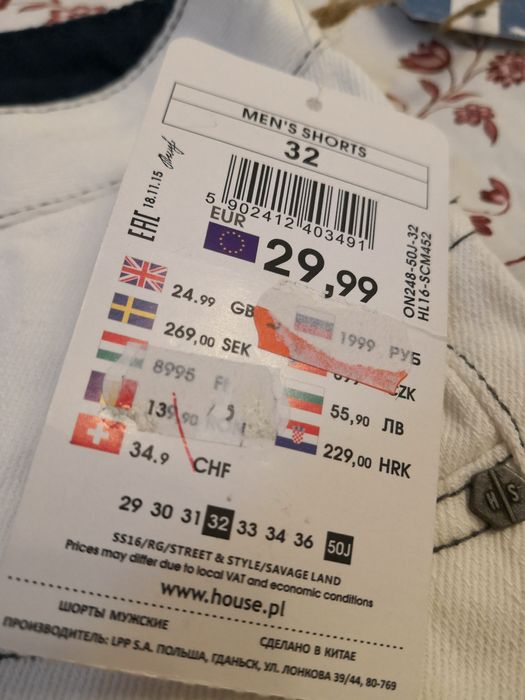 MEN'S SHORTS
32
EAC 18.11.15
5 902412 403491
ON248-50J-32
HL16-SCM452
EUR
29,99
24.99 GB
1999 РУБ
269,00 SEK
ZK
8995 F
55,90 ЛВ
139,90
229,00 HRK
34.9 CHF
29 30 31 32 33 34 36 50J
SS16/RG/STREET & STYLE/SAVAGE LAND
Prices may differ due to local VAT and economic conditions
www.house.pl
ШОРТЫ МУЖСКИЕ
СДЕЛАНО В КИТАЕ
ПРОИЗВОДИТЕЛЬ: LPP S.A. ПОЛЬША, ГДАНЬСК, УЛ. ЛОНКОВА 39/44, 80-769
H S